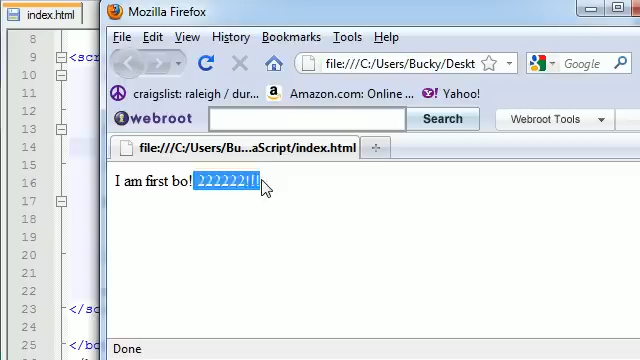 index.html
Mozilla Firefox
File Edit View History Bookmarks Tools Help
file:///C:/Users/Bucky/Deskt
Google
craigslist: raleigh / dur... Amazon.com: Online ... Yahoo!
webroot Search Webroot Tools
file:///C:/Users/Bu...aScript/index.html
I am first bo! 222222!!!
Done
8
9 <sc
10
11
12
13
14
15
16
17
18
19
20
21
22
23 </s
24
25 </b